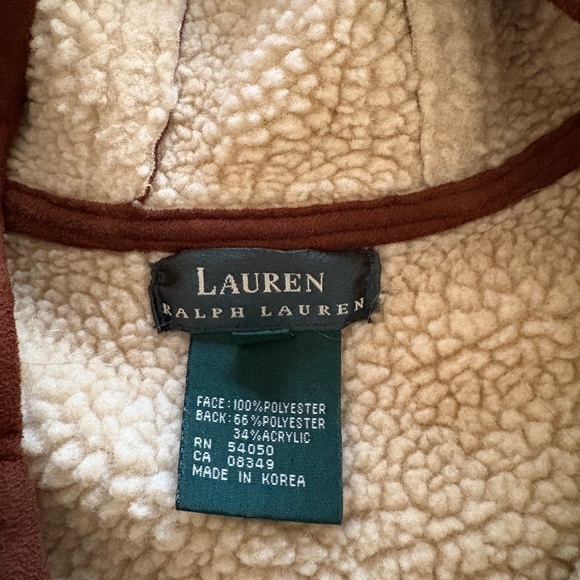 LAUREN
RALPH LAUREN
FACE: 100%POLYESTER
BACK: 66%POLYESTER
34%ACRYLIC
RN 54050
CA 08349
MADE IN KOREA